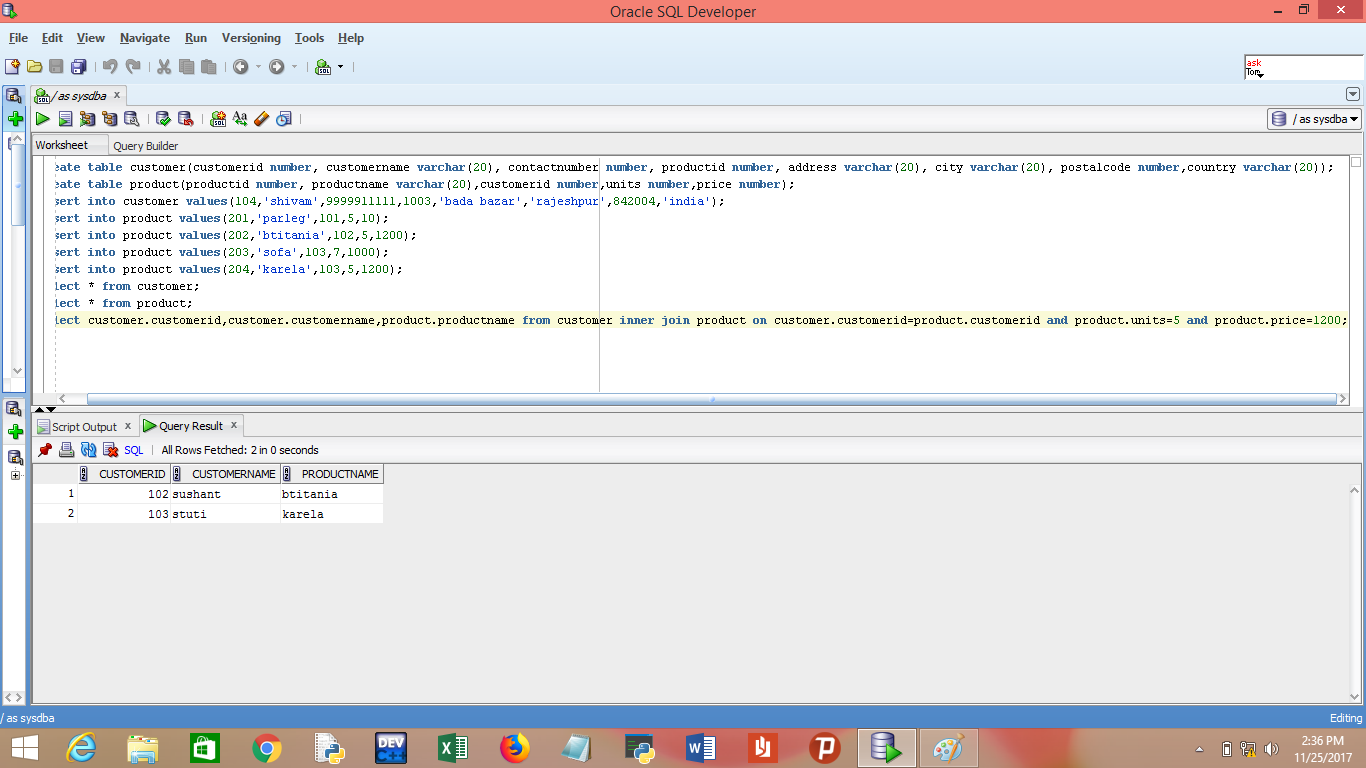 Oracle SQL Developer
File Edit View Navigate Run Versioning Tools Help
ask
Tom
/ as sysdba
/ as sysdba
Worksheet Query Builder
eate table customer(customerid number, customername varchar(20), contactnumber number, productid number, address varchar(20), city varchar(20), postalcode number,country varchar(20));
eate table product(productid number, productname varchar(20),customerid number,units number,price number);
sert into customer values(104,'shivam',9999911111,1003,'bada bazar','rajeshpur',842004,'india');
sert into product values(201,'parleg',101,5,10);
sert into product values(202,'btitania',102,5,1200);
sert into product values(203,'sofa',103,7,1000);
sert into product values(204,'karela',103,5,1200);
lect * from customer;
lect * from product;
lect customer.customerid,customer.customername,product.productname from customer inner join product on customer.customerid=product.customerid and product.units=5 and product.price=1200;
Script Output Query Result
SQL All Rows Fetched: 2 in 0 seconds
CUSTOMERID CUSTOMERNAME PRODUCTNAME
1 102 sushant btitania
2 103 stuti karela
/ as sysdba Editing
DEV C++
2:36 PM
11/25/2017